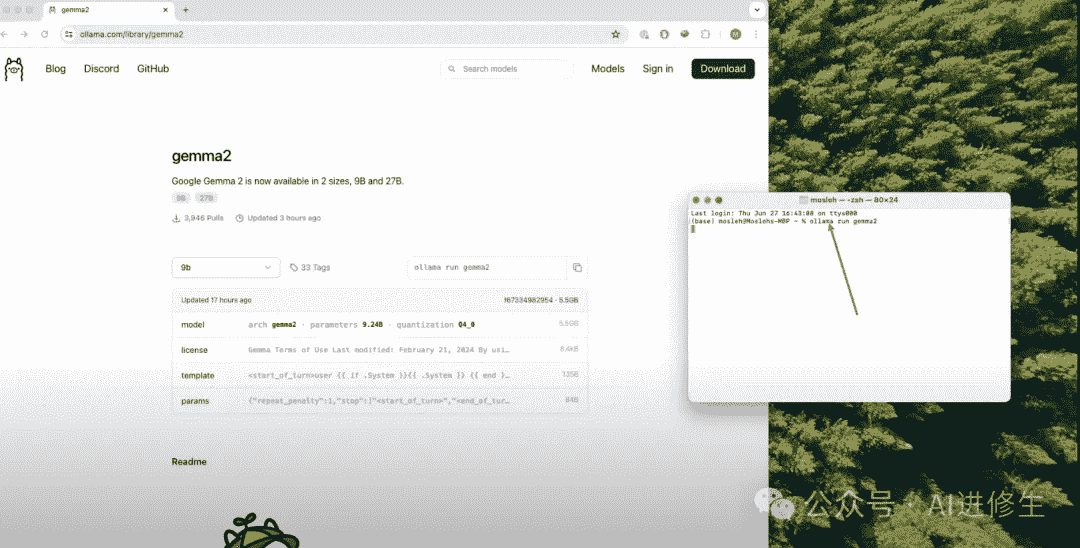 gemma2
ollama.com/library/gemma2
Blog Discord GitHub Search models Models Sign in Download
gemma2
Google Gemma 2 is now available in 2 sizes, 9B and 27B.
9B 27B
3,946 Pulls Updated 3 hours ago
9b 33 Tags ollama run gemma2
Updated 17 hours ago 5.5GB
model arch gemma2 · parameters 9.24B · quantization Q4_0 5.5GB
license Gemma Terms of Use Last modified: February 21, 2024 By usi… 8.4kB
template <start_of_turn>user {{ if .System }}{{ .System }} {{ end }…
params {"repeat_penalty":1,"stop":["<start_of_turn>","<end_of_tur…
Readme
mosleh — -zsh — 80×24
Last login: Thu Jun 27 16:43:08 on ttys000
(base) mosleh@Moslehs-MBP ~ % ollama run gemma2
公众号 · AI进修生